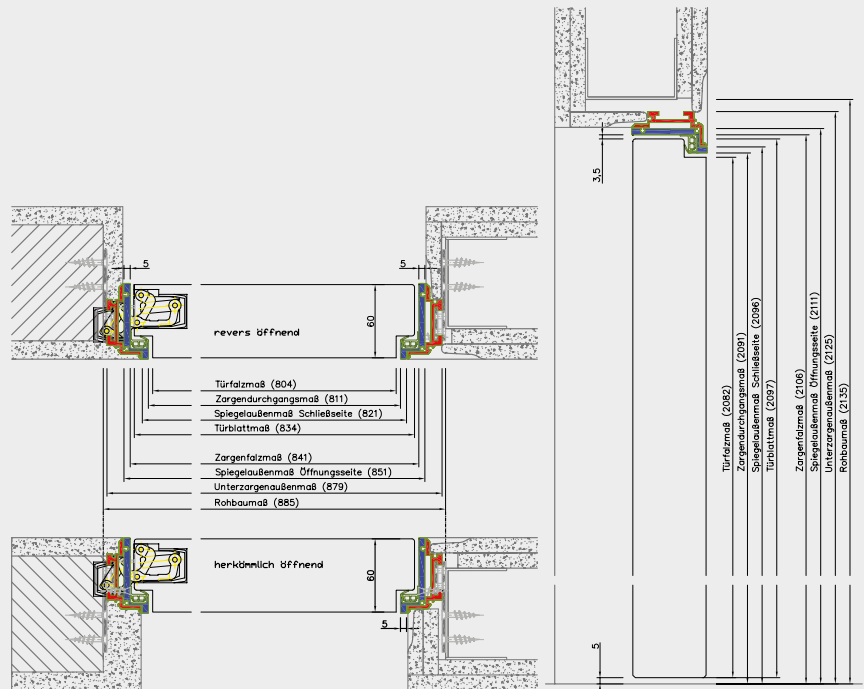 5
5
60
revers öffnend
Türfalzmaß (804)
Zargendurchgangsmaß (811)
Spiegelaußenmaß Schließseite (821)
Türblattmaß (834)
Zargenfalzmaß (841)
Spiegelaußenmaß Öffnungsseite (851)
Unterzargenaußenmaß (879)
Rohbaumaß (885)
herkömmlich öffnend
60
5
3,5
Türfalzmaß (2082)
Zargendurchgangsmaß (2091)
Spiegelaußenmaß Schließseite (2096)
Türblattmaß (2097)
Zargenfalzmaß (2106)
Spiegelaußenmaß Öffnungsseite (2111)
Unterzargenaußenmaß (2125)
Rohbaumaß (2135)
5